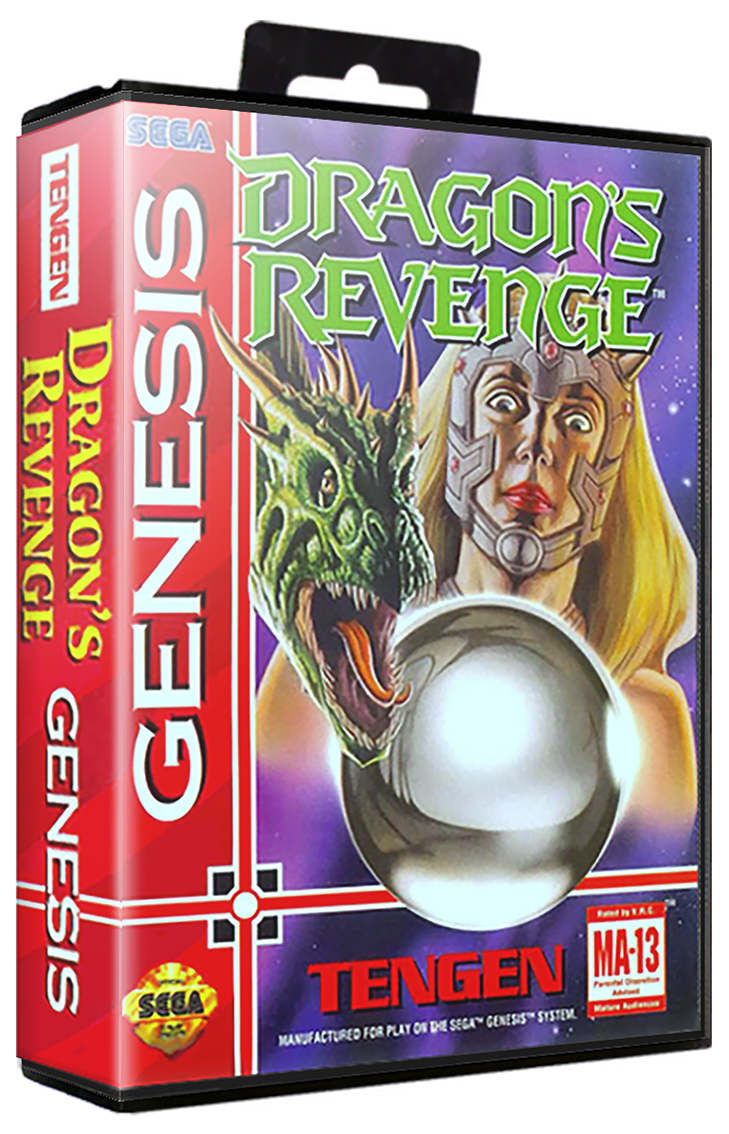 TENGEN
DRAGON'S
REVENGE
GENESIS
SEGA
GENESIS
DRAGON'S
REVENGE™
TENGEN
MANUFACTURED FOR PLAY ON THE SEGA™ GENESIS™ SYSTEM.
Rated by V.R.C.™
MA-13
Parental Discretion
Advised
Mature Audiences
SEGA